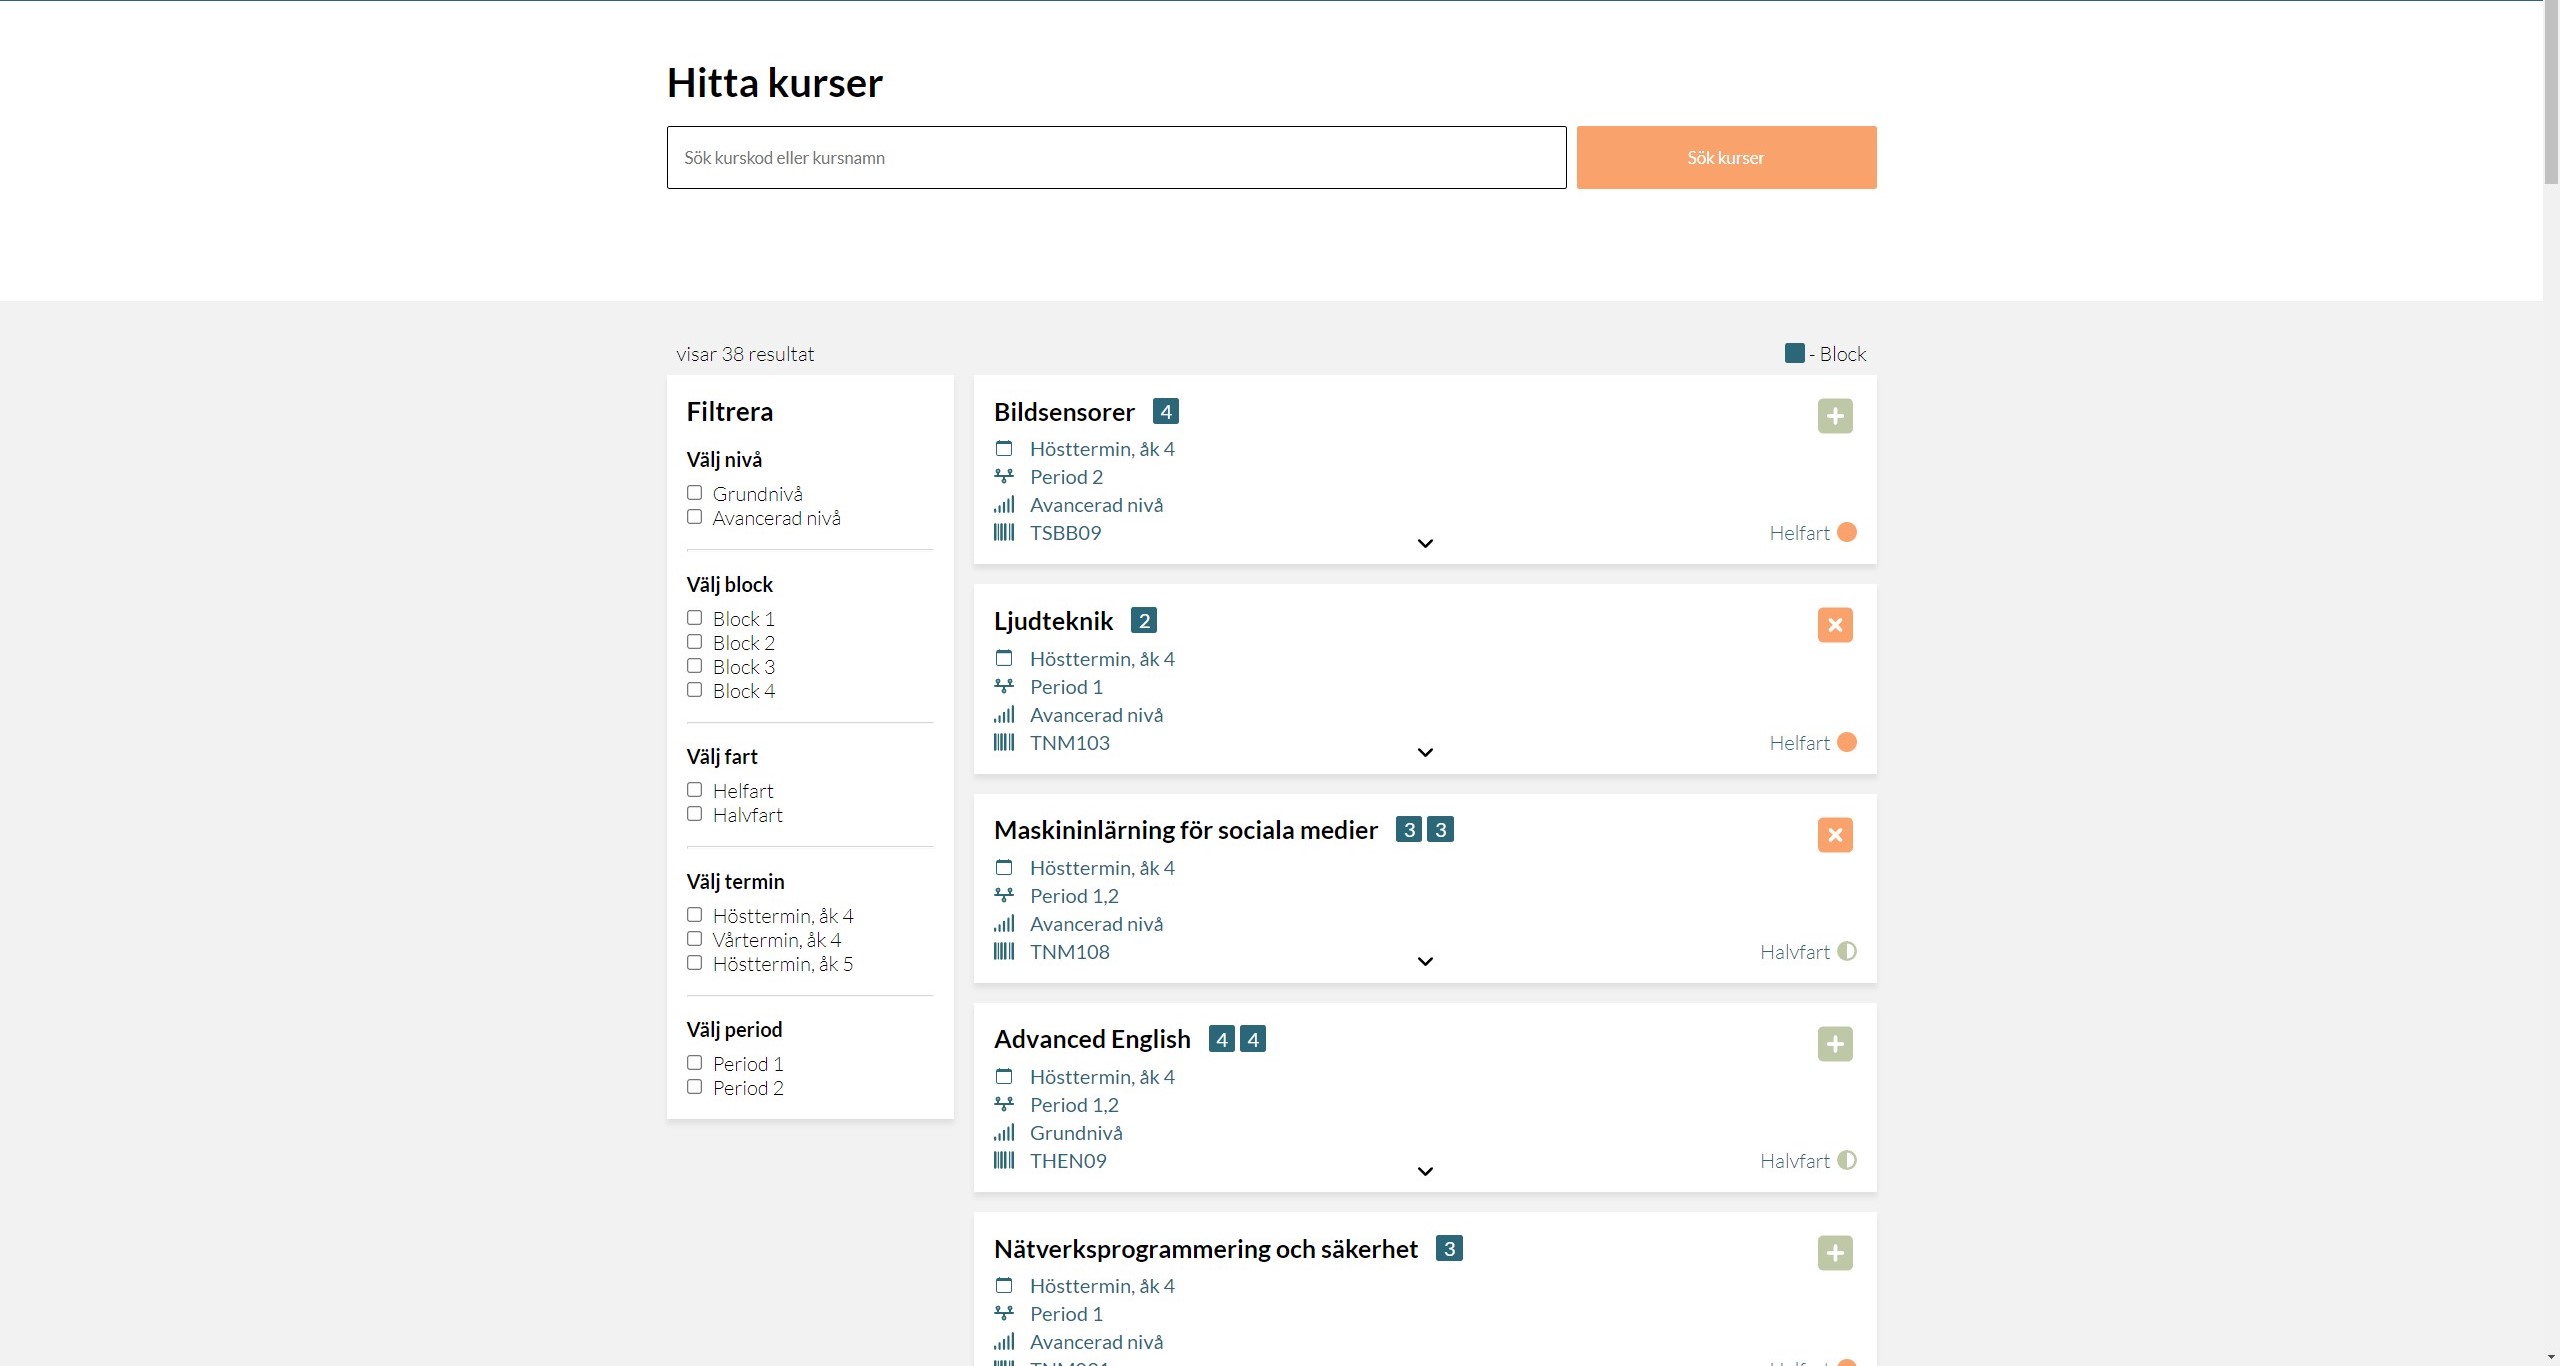 Hitta kurser
Sök kurskod eller kursnamn
Sök kurser
visar 38 resultat
- Block
Filtrera
Välj nivå
Grundnivå
Avancerad nivå
Välj block
Block 1
Block 2
Block 3
Block 4
Välj fart
Helfart
Halvfart
Välj termin
Hösttermin, åk 4
Vårtermin, åk 4
Hösttermin, åk 5
Välj period
Period 1
Period 2
Bildsensorer 4
Hösttermin, åk 4
Period 2
Avancerad nivå
TSBB09
Helfart
Ljudteknik 2
Hösttermin, åk 4
Period 1
Avancerad nivå
TNM103
Helfart
Maskininlärning för sociala medier 3 3
Hösttermin, åk 4
Period 1,2
Avancerad nivå
TNM108
Halvfart
Advanced English 4 4
Hösttermin, åk 4
Period 1,2
Grundnivå
THEN09
Halvfart
Nätverksprogrammering och säkerhet 3
Hösttermin, åk 4
Period 1
Avancerad nivå